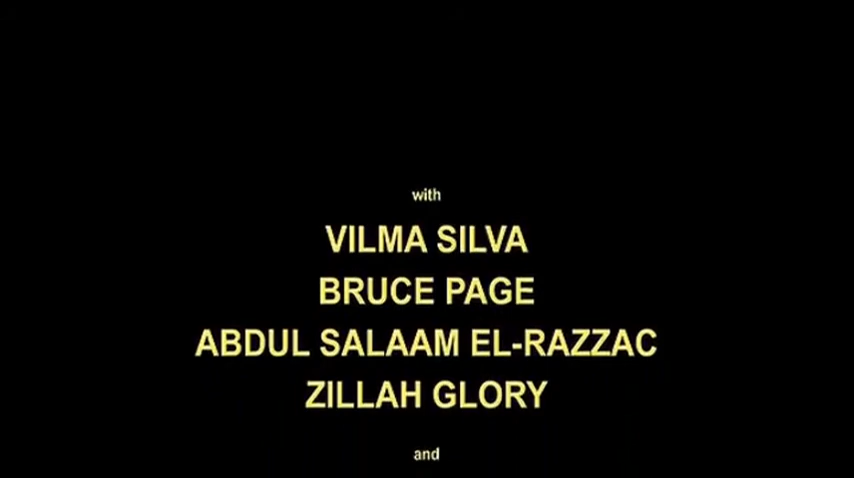 with
VILMA SILVA
BRUCE PAGE
ABDUL SALAAM EL-RAZZAC
ZILLAH GLORY
and